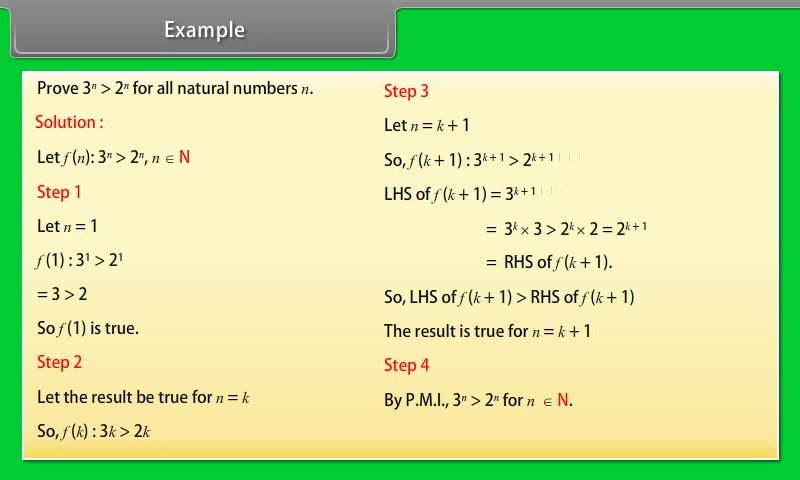 Example
Prove 3ⁿ > 2ⁿ for all natural numbers n.
Solution :
Let f (n): 3ⁿ > 2ⁿ, n ∈ N
Step 1
Let n = 1
f (1) : 3¹ > 2¹
= 3 > 2
So f (1) is true.
Step 2
Let the result be true for n = k
So, f (k) : 3k > 2k
Step 3
Let n = k + 1
So, f (k + 1) : 3ᵏ⁺¹ > 2ᵏ⁺¹
LHS of f (k + 1) = 3ᵏ⁺¹
= 3ᵏ × 3 > 2ᵏ × 2 = 2ᵏ⁺¹
= RHS of f (k + 1).
So, LHS of f (k + 1) > RHS of f (k + 1)
The result is true for n = k + 1
Step 4
By P.M.I., 3ⁿ > 2ⁿ for n ∈ N.